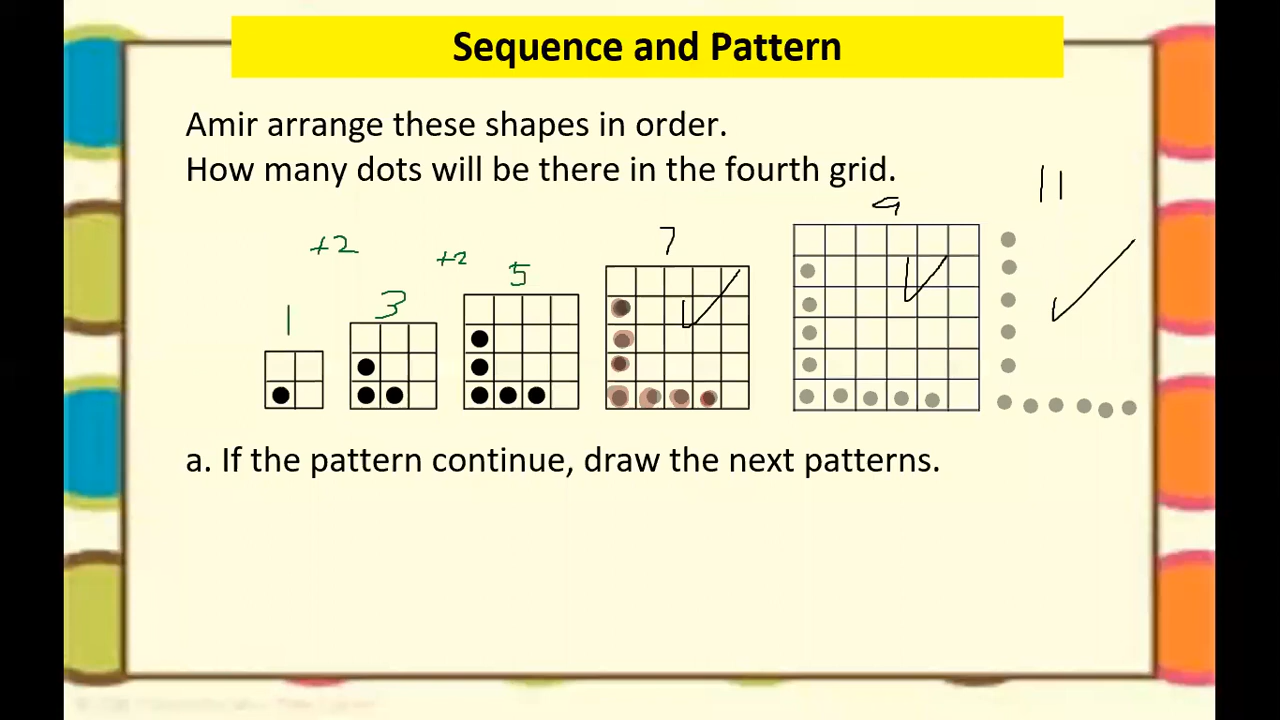 Sequence and Pattern
Amir arrange these shapes in order.
How many dots will be there in the fourth grid.
11
9
7
+2
+2
5
3
1
a. If the pattern continue, draw the next patterns.